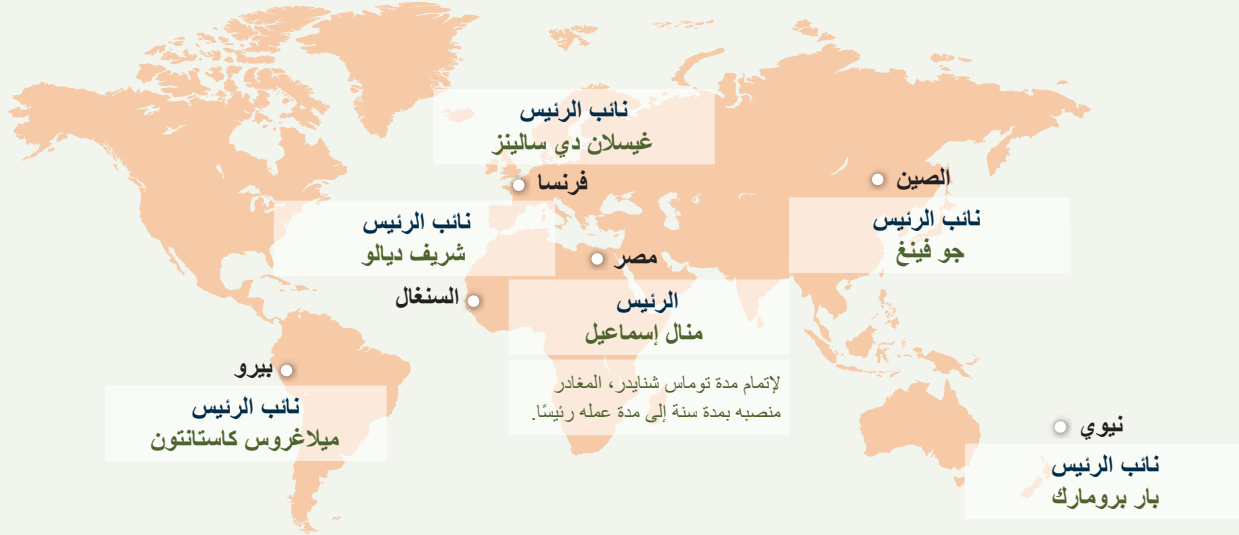 نائب الرئيس
غيسلان دي سالينز
فرنسا
الصين
نائب الرئيس
جو فينغ
نائب الرئيس
شريف ديالو
السنغال
مصر
الرئيس
منال إسماعيل
لإتمام مدة توماس شنايدر، المغادر
منصبه بمدة سنة إلى مدة عمله رئيسًا.
بيرو
نائب الرئيس
ميلاغروس كاستانتون
نيوي
نائب الرئيس
بار برومارك